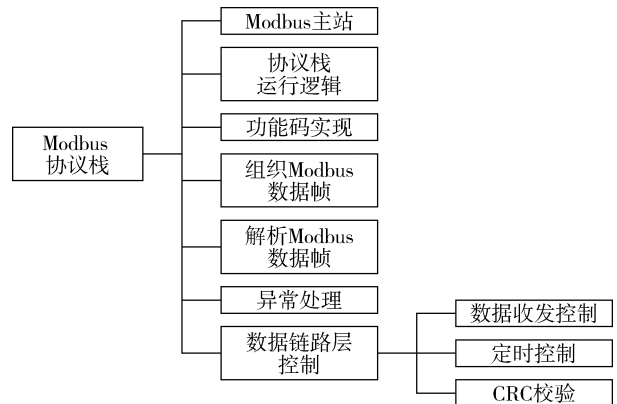 Modbus主站
协议栈
运行逻辑
功能码实现
Modbus
协议栈
组织Modbus
数据帧
解析Modbus
数据帧
异常处理
数据链路层
控制
数据收发控制
定时控制
CRC校验